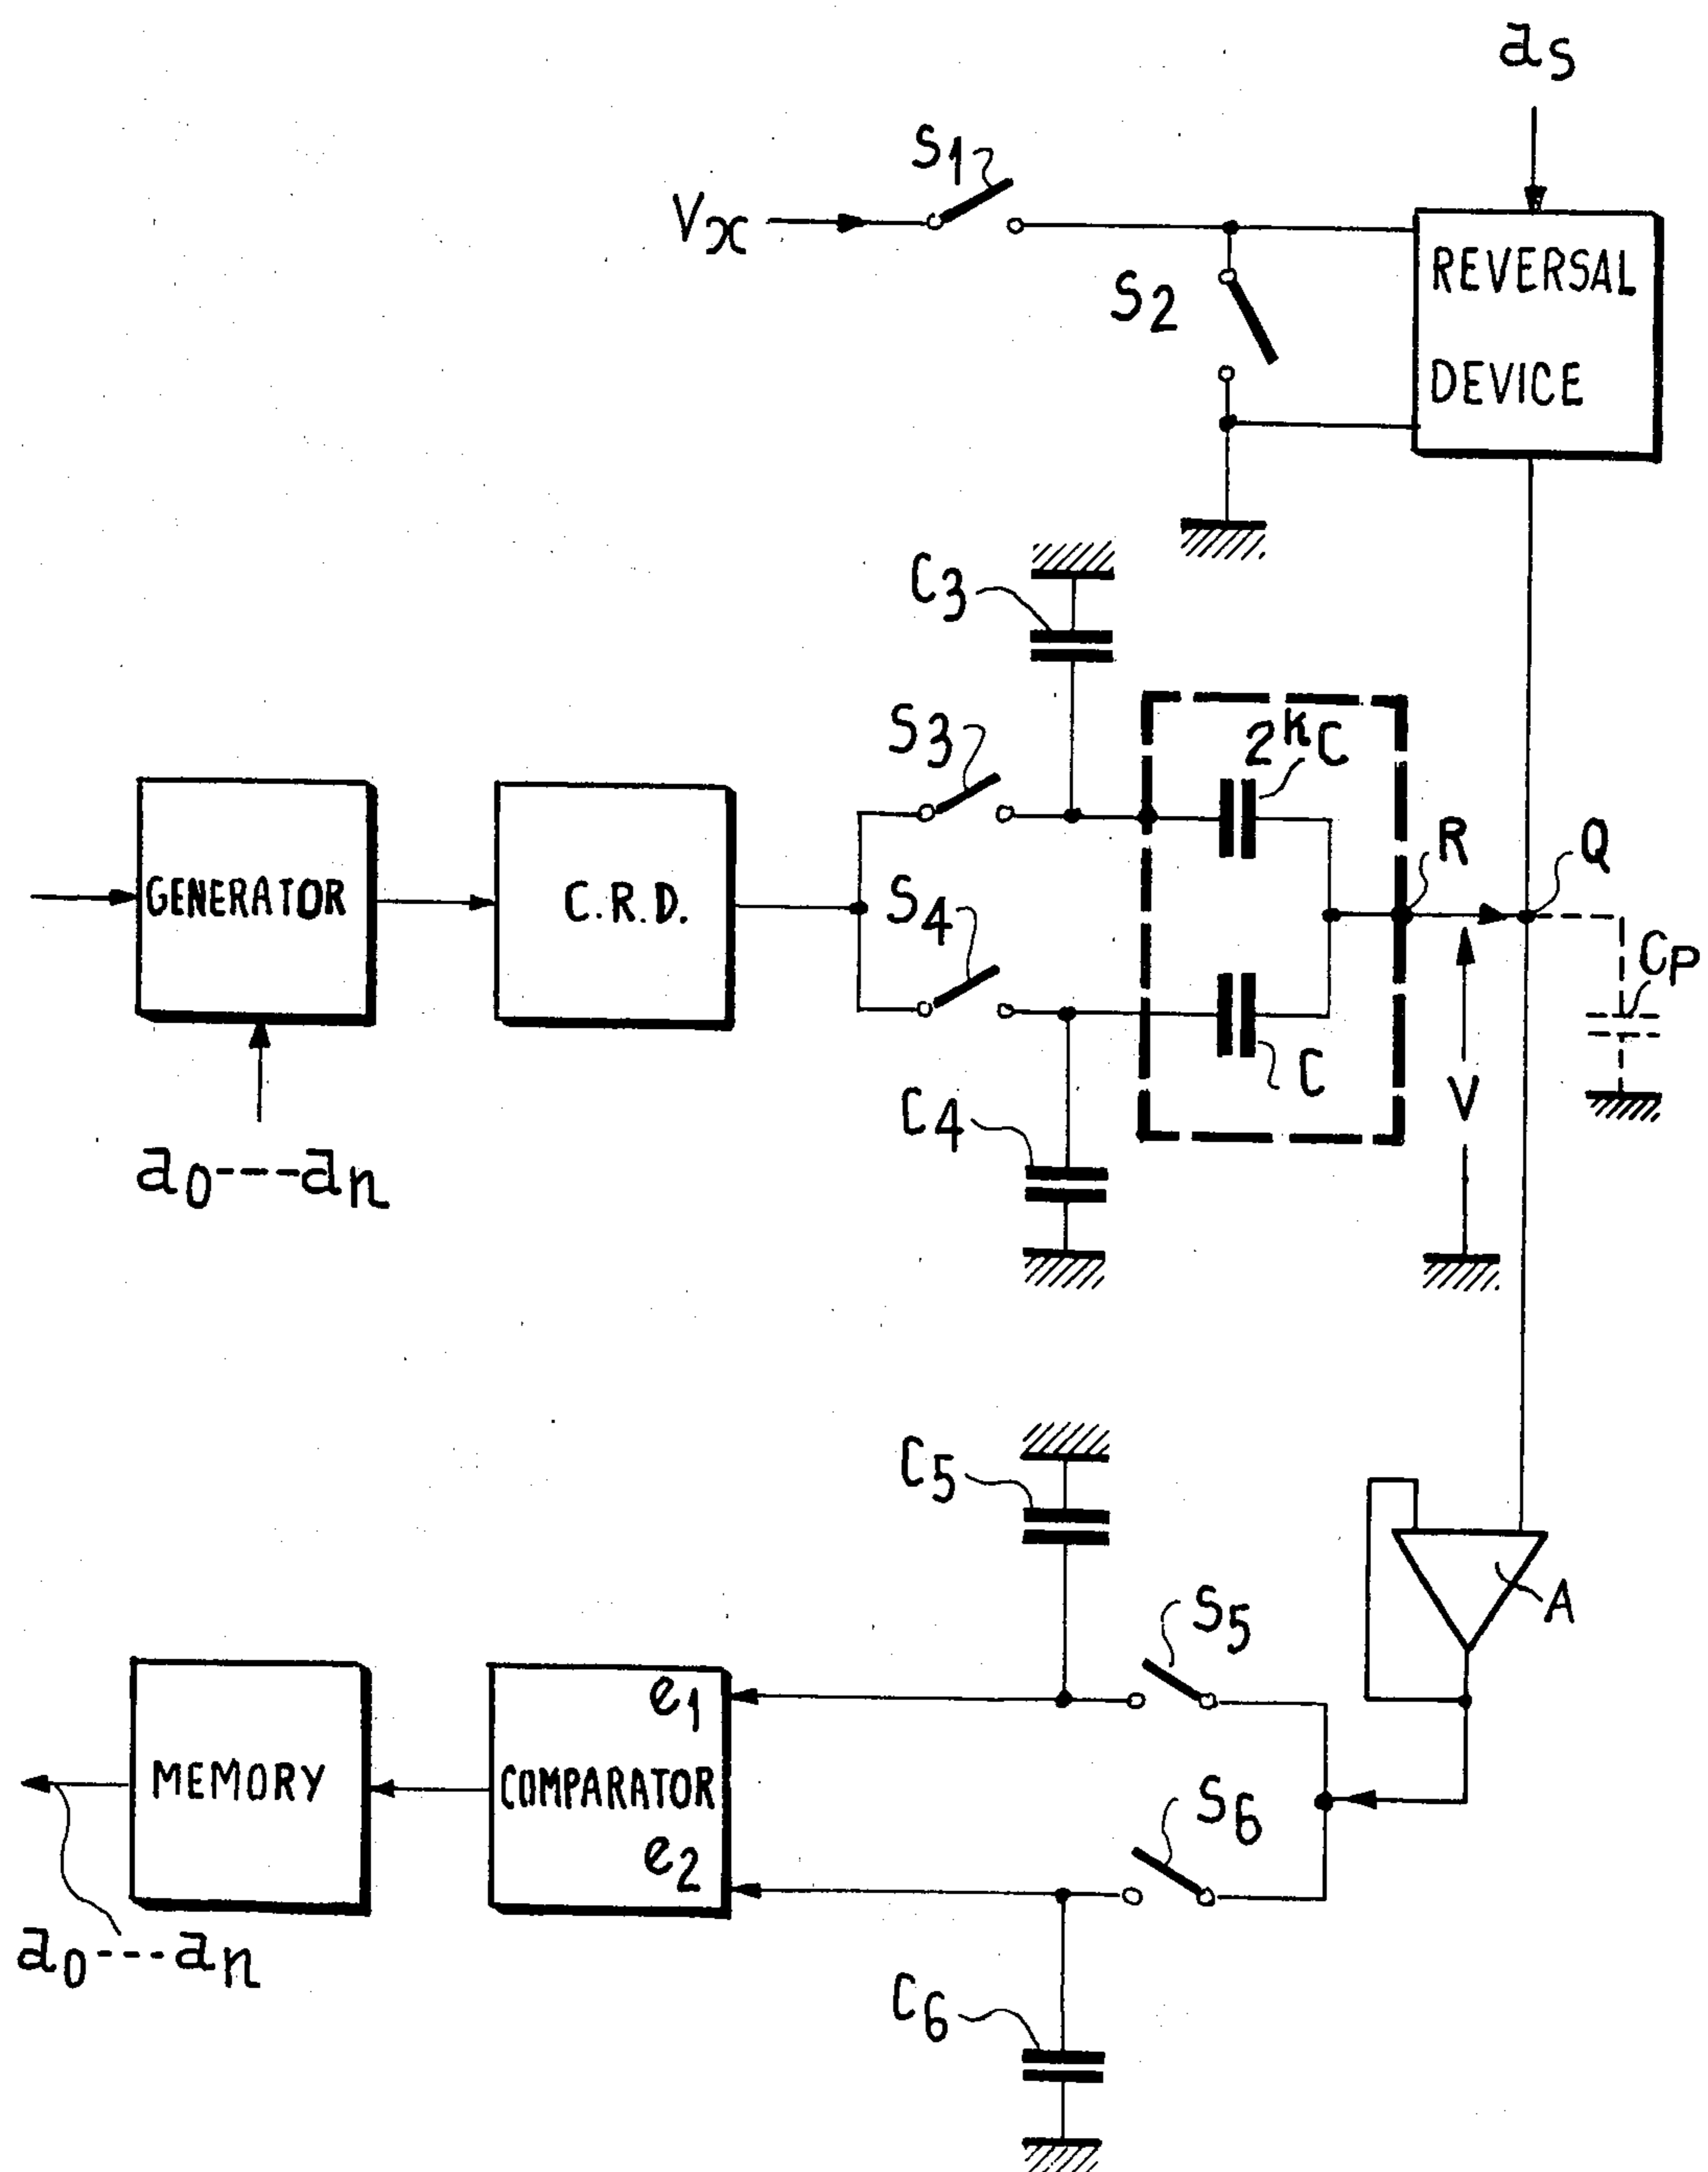 as
S1
Vx
S2
REVERSAL
DEVICE
C3
2^K C
S3
R
Q
GENERATOR
C.R.D.
S4
CP
C
V
C4
a0---an
C5
A
S5
e1
MEMORY
COMPARATOR
S6
e2
a0---an
C6